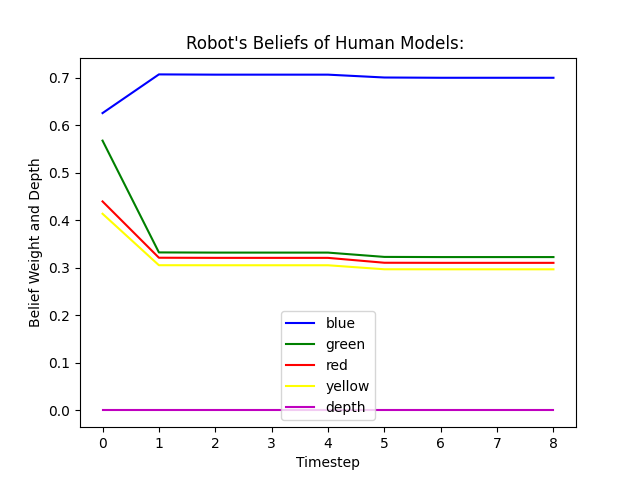 Robot's Beliefs of Human Models:
Belief Weight and Depth
0.7
0.6
0.5
0.4
0.3
0.2
0.1
0.0
blue
green
red
yellow
depth
0 1 2 3 4 5 6 7 8
Timestep